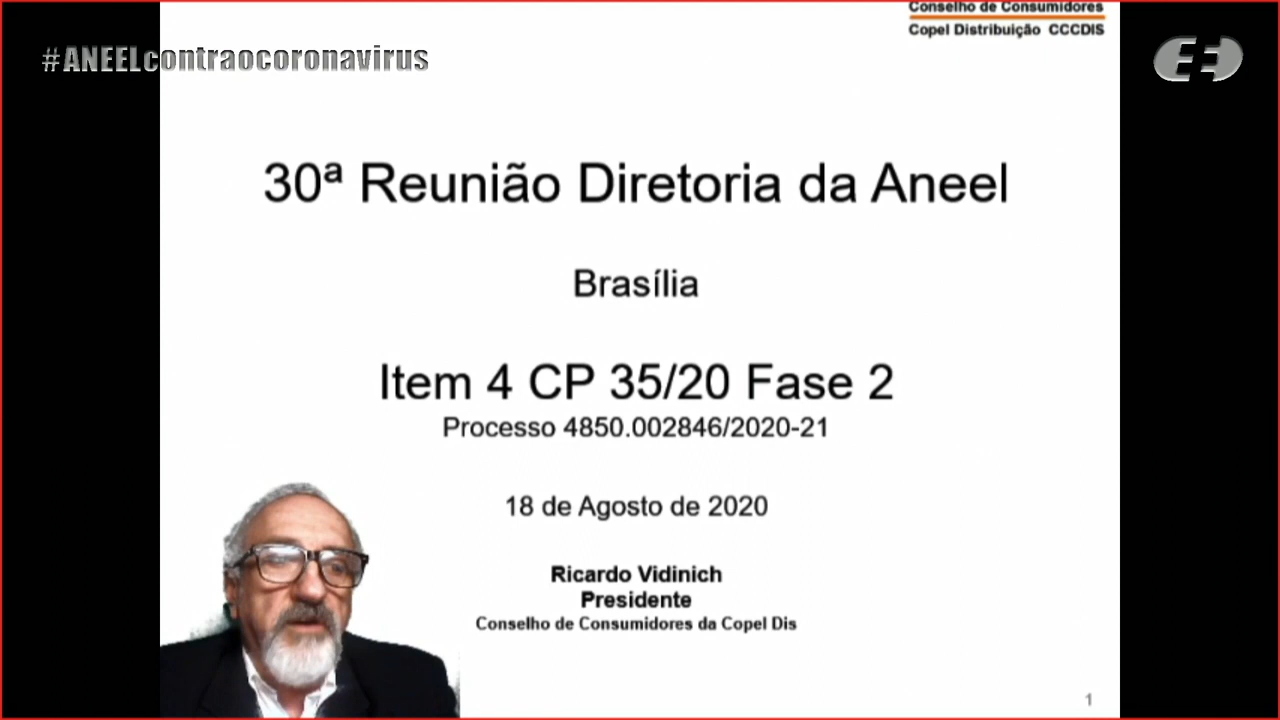 Conselho de Consumidores
Copel Distribuição CCCDIS
#ANEELcontraocoronavirus
30ª Reunião Diretoria da Aneel
Brasília
Item 4 CP 35/20 Fase 2
Processo 4850.002846/2020-21
18 de Agosto de 2020
Ricardo Vidinich
Presidente
Conselho de Consumidores da Copel Dis
1